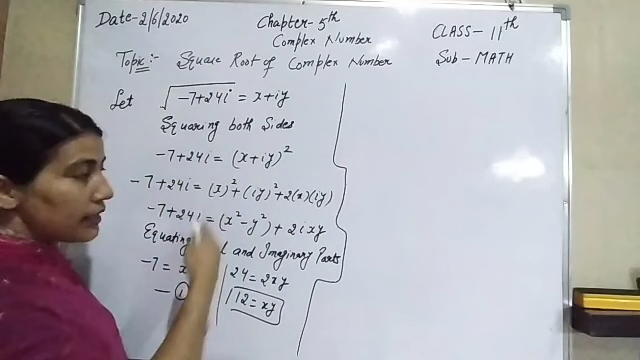 Date-2/6/2020
Chapter-5th
Complex Number
CLASS-11th
Sub-MATH
Topic:- Square Root of Complex Number
Let √-7+24i = x+iy
Squaring both Sides
-7+24i = (x+iy)²
-7+24i = (x)²+(iy)²+2(x)(iy)
-7+24i = (x²-y²)+2ixy
Equating and Imaginary Parts
-7 = x
24=2xy
— ①
12=xy